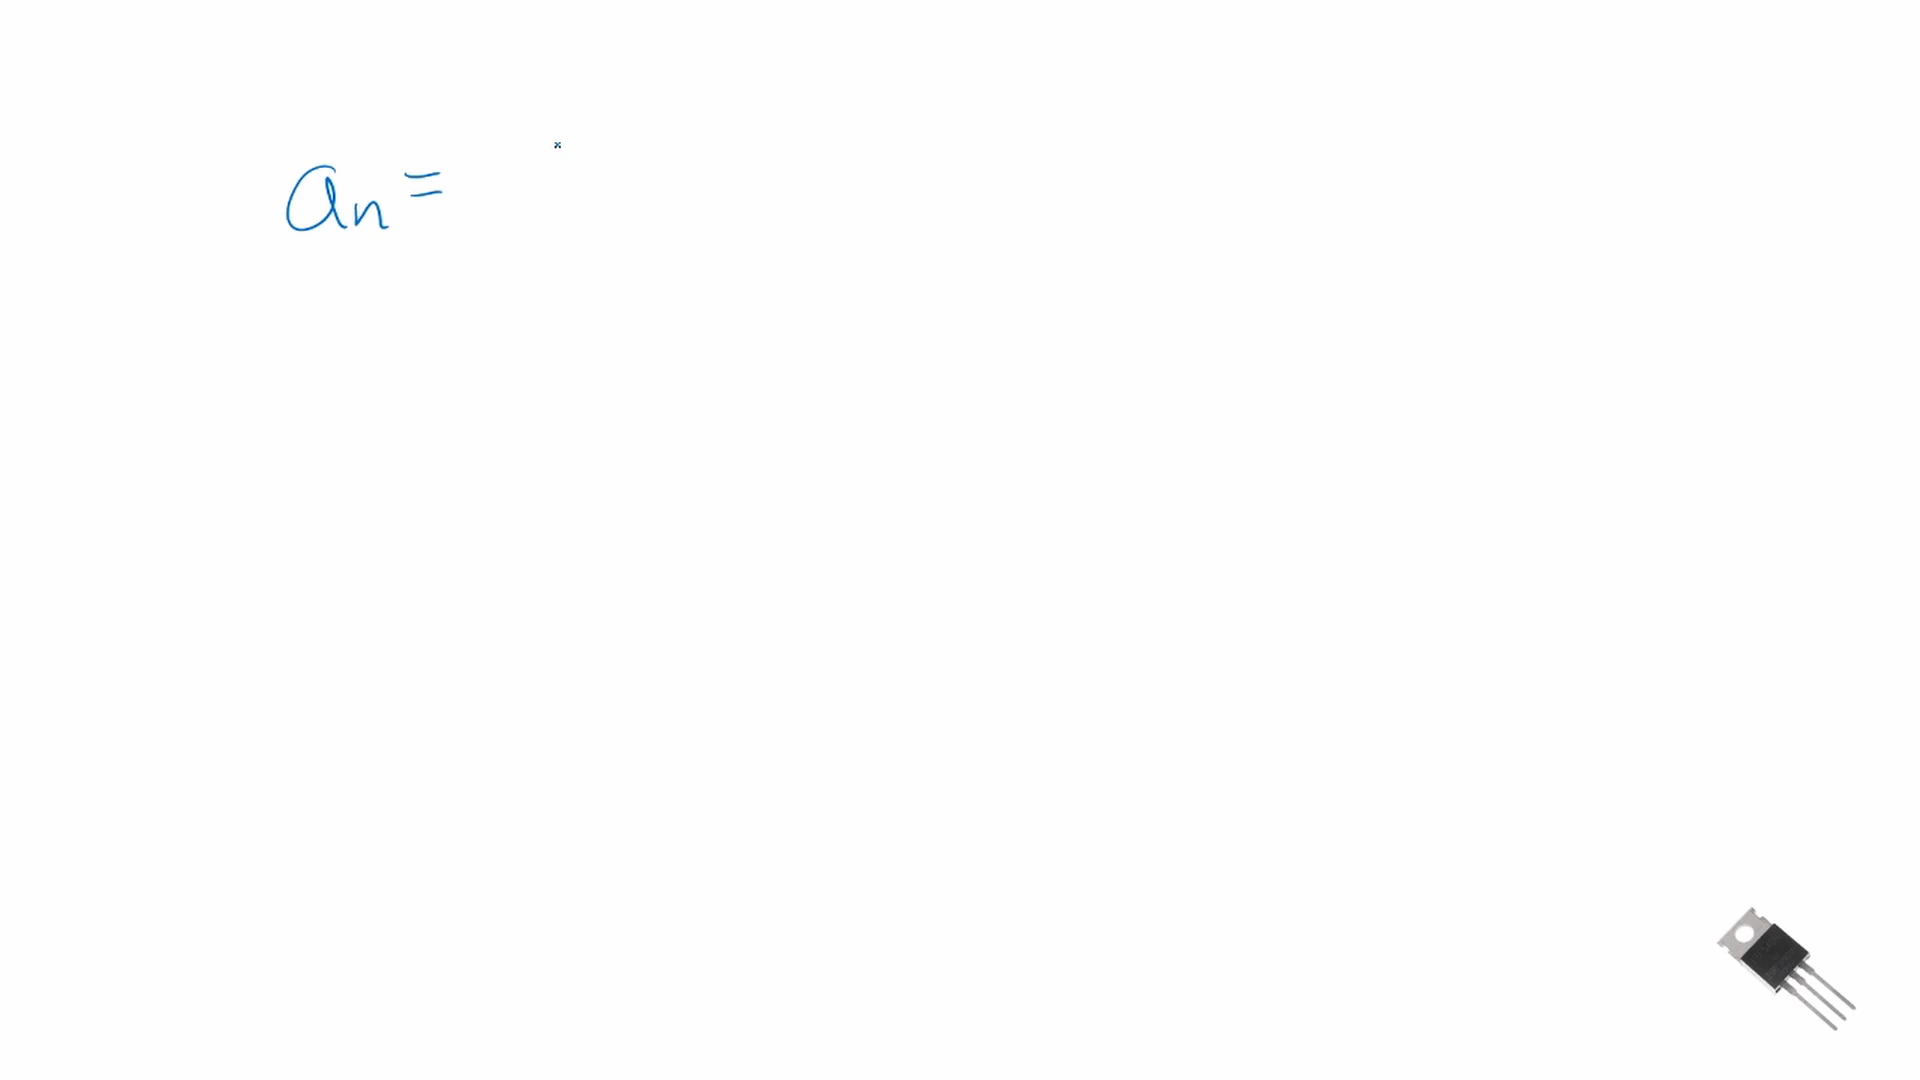 an =